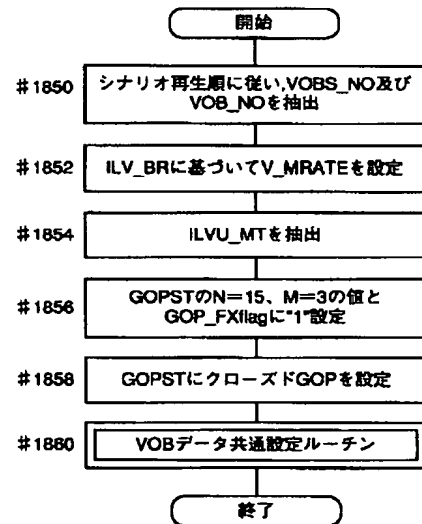 開始
#1850
シナリオ再生順に従い,VOBS_NO及び
VOB_NOを抽出
#1852
ILV_BRに基づいてV_MRATEを設定
#1854
ILVU_MTを抽出
#1856
GOPSTのN=15、M=3の値と
GOP_FXflagに"1"設定
#1858
GOPSTにクローズドGOPを設定
#1860
VOBデータ共通設定ルーチン
終了